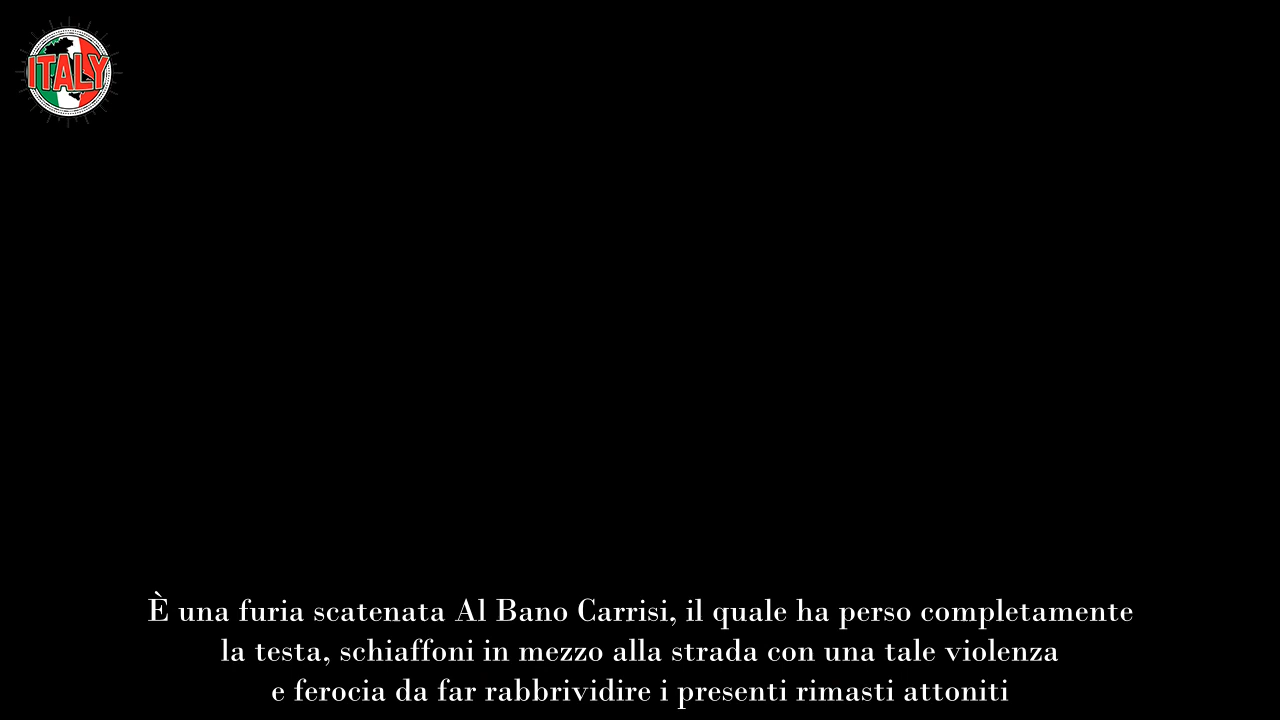 ITALY
È una furia scatenata Al Bano Carrisi, il quale ha perso completamente
la testa, schiaffoni in mezzo alla strada con una tale violenza
e ferocia da far rabbrividire i presenti rimasti attoniti